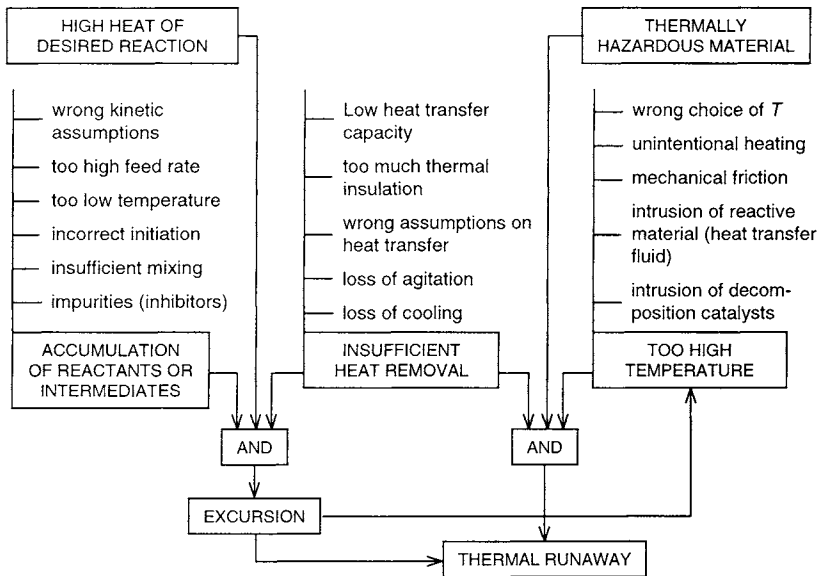 HIGH HEAT OF
DESIRED REACTION
THERMALLY
HAZARDOUS MATERIAL
wrong kinetic
assumptions
too high feed rate
too low temperature
incorrect initiation
insufficient mixing
impurities (inhibitors)
Low heat transfer
capacity
too much thermal
insulation
wrong assumptions on
heat transfer
loss of agitation
loss of cooling
wrong choice of T
unintentional heating
mechanical friction
intrusion of reactive
material (heat transfer
fluid)
intrusion of decom-
position catalysts
ACCUMULATION
OF REACTANTS OR
INTERMEDIATES
INSUFFICIENT
HEAT REMOVAL
TOO HIGH
TEMPERATURE
AND
AND
EXCURSION
THERMAL RUNAWAY